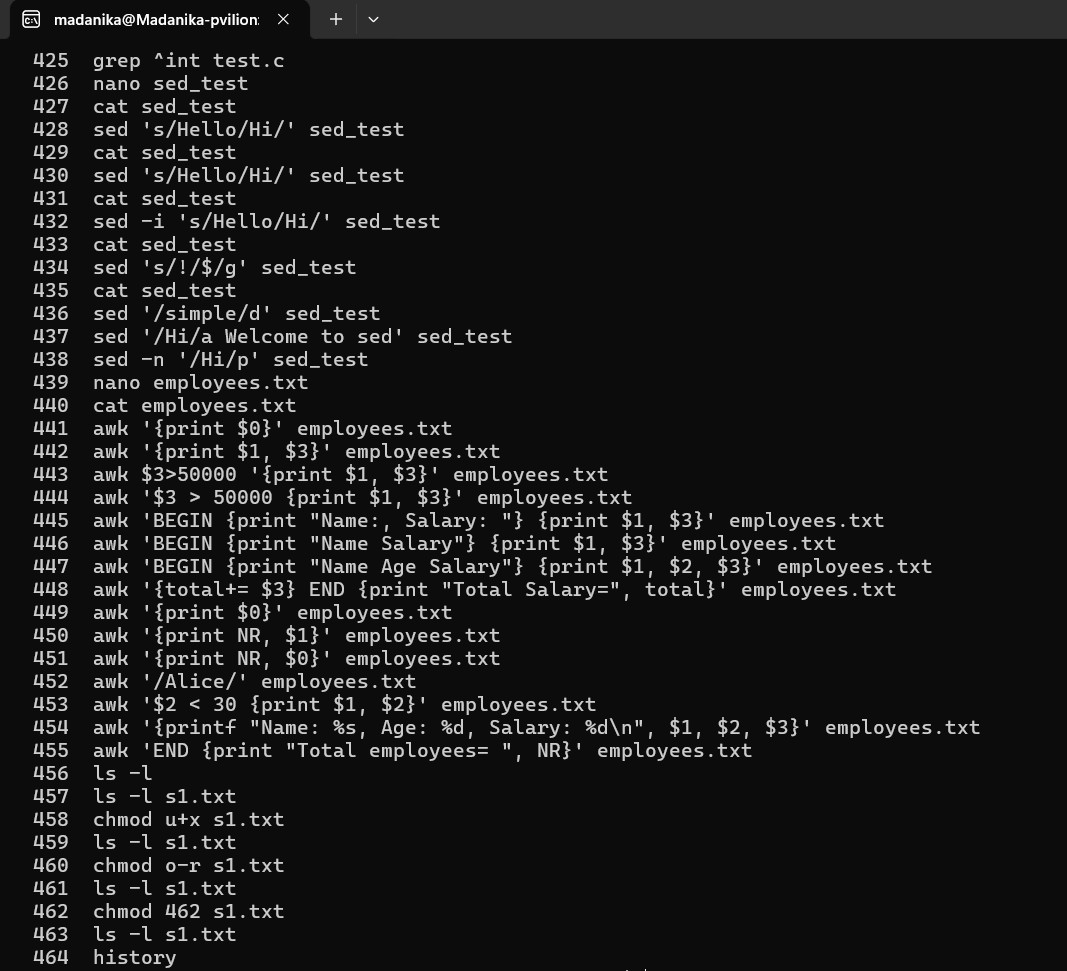 madanika@Madanika-pvilion:
425 grep ^int test.c
426 nano sed_test
427 cat sed_test
428 sed 's/Hello/Hi/' sed_test
429 cat sed_test
430 sed 's/Hello/Hi/' sed_test
431 cat sed_test
432 sed -i 's/Hello/Hi/' sed_test
433 cat sed_test
434 sed 's/!/$/g' sed_test
435 cat sed_test
436 sed '/simple/d' sed_test
437 sed '/Hi/a Welcome to sed' sed_test
438 sed -n '/Hi/p' sed_test
439 nano employees.txt
440 cat employees.txt
441 awk '{print $0}' employees.txt
442 awk '{print $1, $3}' employees.txt
443 awk $3>50000 '{print $1, $3}' employees.txt
444 awk '$3 > 50000 {print $1, $3}' employees.txt
445 awk 'BEGIN {print "Name:, Salary: "} {print $1, $3}' employees.txt
446 awk 'BEGIN {print "Name Salary"} {print $1, $3}' employees.txt
447 awk 'BEGIN {print "Name Age Salary"} {print $1, $2, $3}' employees.txt
448 awk '{total+= $3} END {print "Total Salary=", total}' employees.txt
449 awk '{print $0}' employees.txt
450 awk '{print NR, $1}' employees.txt
451 awk '{print NR, $0}' employees.txt
452 awk '/Alice/' employees.txt
453 awk '$2 < 30 {print $1, $2}' employees.txt
454 awk '{printf "Name: %s, Age: %d, Salary: %d\n", $1, $2, $3}' employees.txt
455 awk 'END {print "Total employees= ", NR}' employees.txt
456 ls -l
457 ls -l s1.txt
458 chmod u+x s1.txt
459 ls -l s1.txt
460 chmod o-r s1.txt
461 ls -l s1.txt
462 chmod 462 s1.txt
463 ls -l s1.txt
464 history